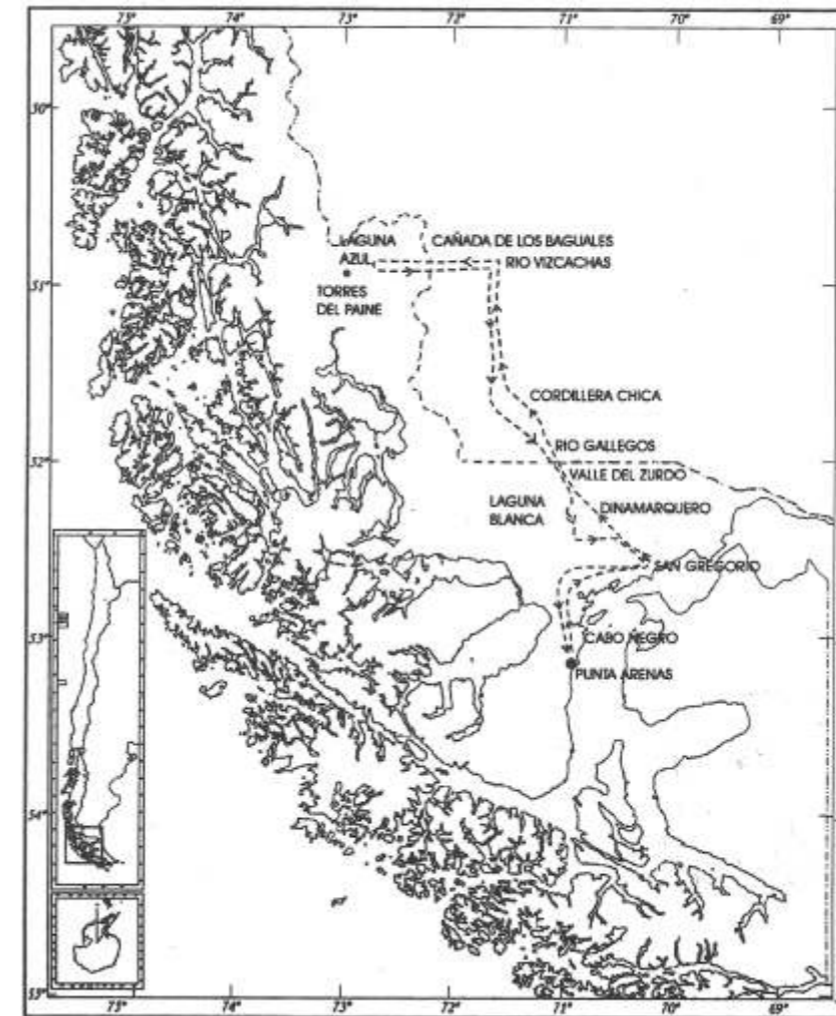 75° 74° 73° 72° 71° 70° 69°
50°
LAGUNA
AZUL
CAÑADA DE LOS BAGUALES
RIO VIZCACHAS
51°
TORRES
DEL PAINE
CORDILLERA CHICA
RIO GALLEGOS
52°
VALLE DEL ZURDO
LAGUNA
BLANCA
DINAMARQUERO
SAN GREGORIO
53°
CABO NEGRO
PUNTA ARENAS
54°
55°
75° 74° 73° 72° 71° 70° 69°